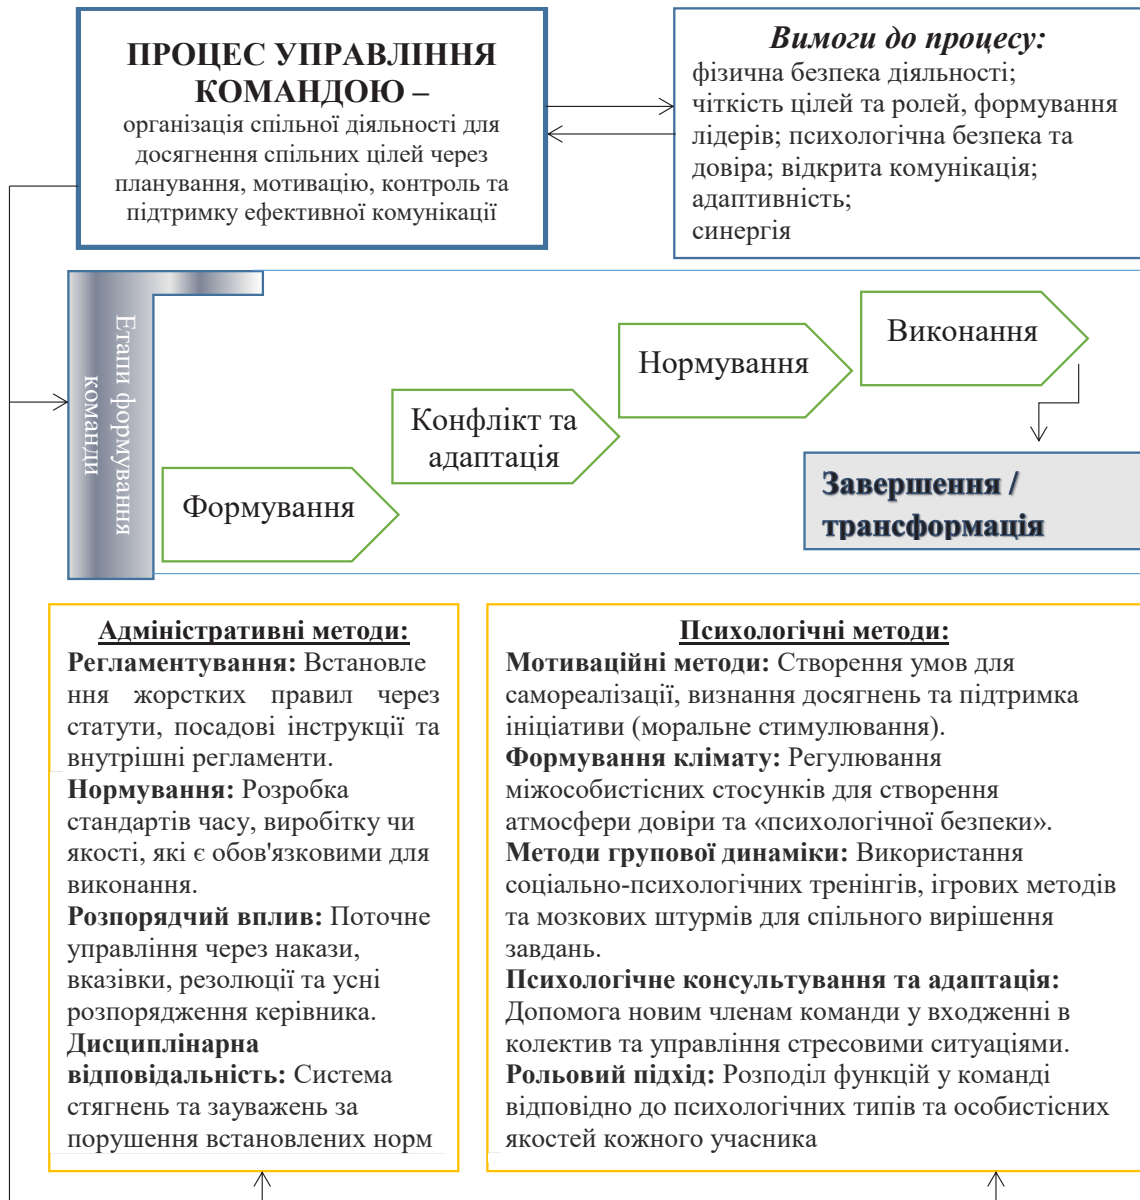 ПРОЦЕС УПРАВЛІННЯ
КОМАНДОЮ –
організація спільної діяльності для
досягнення спільних цілей через
планування, мотивацію, контроль та
підтримку ефективної комунікації
Вимоги до процесу:
фізична безпека діяльності;
чіткість цілей та ролей, формування
лідерів; психологічна безпека та
довіра; відкрита комунікація;
адаптивність;
синергія
Етапи формування
команди
Формування
Конфлікт та
адаптація
Нормування
Виконання
Завершення /
трансформація
Адміністративні методи:
Регламентування: Встановле
ння жорстких правил через
статути, посадові інструкції та
внутрішні регламенти.
Нормування: Розробка
стандартів часу, виробітку чи
якості, які є обов'язковими для
виконання.
Розпорядчий вплив: Поточне
управління через накази,
вказівки, резолюції та усні
розпорядження керівника.
Дисциплінарна
відповідальність: Система
стягнень та зауважень за
порушення встановлених норм
Психологічні методи:
Мотиваційні методи: Створення умов для
самореалізації, визнання досягнень та підтримка
ініціативи (моральне стимулювання).
Формування клімату: Регулювання
міжособистісних стосунків для створення
атмосфери довіри та «психологічної безпеки».
Методи групової динаміки: Використання
соціально-психологічних тренінгів, ігрових методів
та мозкових штурмів для спільного вирішення
завдань.
Психологічне консультування та адаптація:
Допомога новим членам команди у входженні в
колектив та управління стресовими ситуаціями.
Рольовий підхід: Розподіл функцій у команді
відповідно до психологічних типів та особистісних
якостей кожного учасника